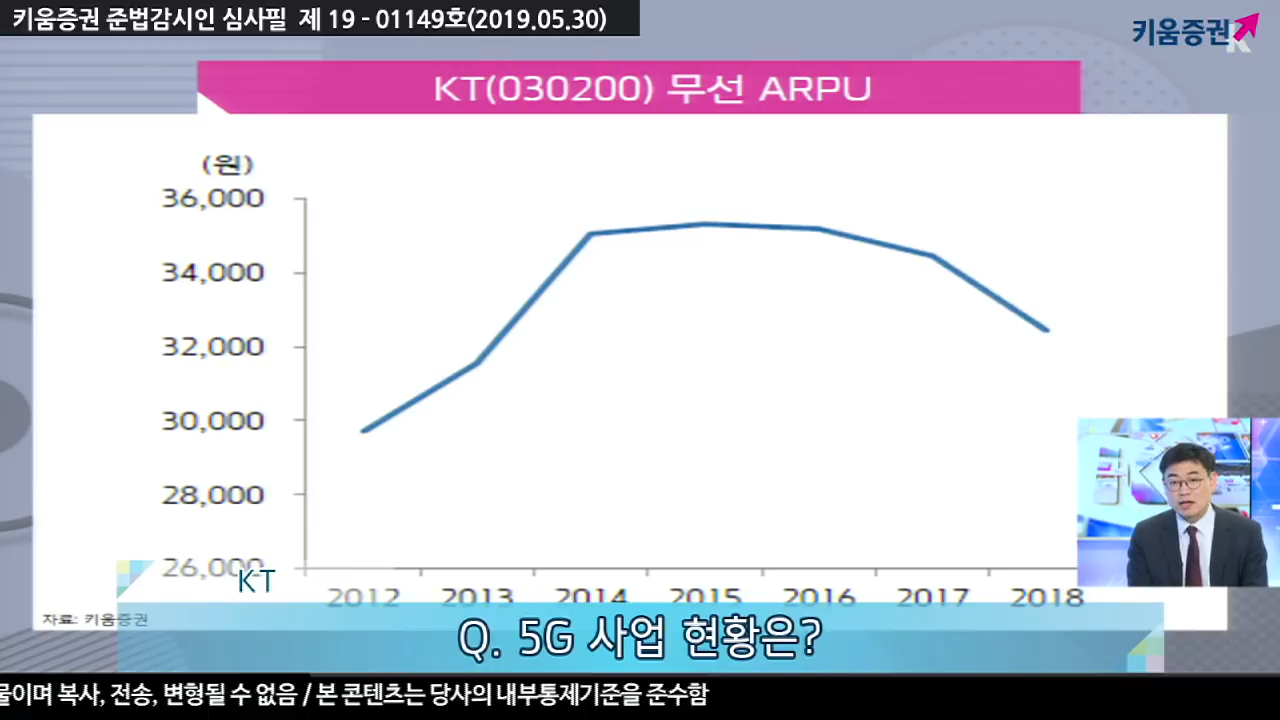 키움증권 준법감시인 심사필 제 19 - 01149호(2019.05.30)
키움증권
KT(030200) 무선 ARPU
(원)
36,000
34,000
32,000
30,000
28,000
26,000
2012 2013 2014 2015 2016 2017 2018
자료: 키움증권
KT
Q. 5G 사업 현황은?
물이며 복사, 전송, 변형될 수 없음 / 본 콘텐츠는 당사의 내부통제기준을 준수함